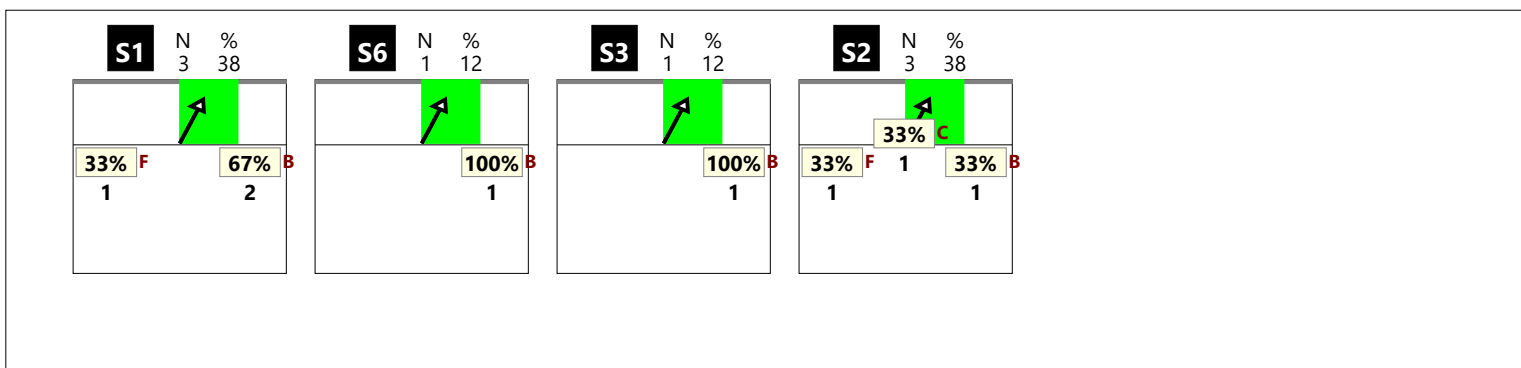 S1 N % 3 38
33% F 67% B
1 2
S6 N % 1 12
100% B
1
S3 N % 1 12
100% B
1
S2 N % 3 38
33% C
33% F 1 33% B
1 1